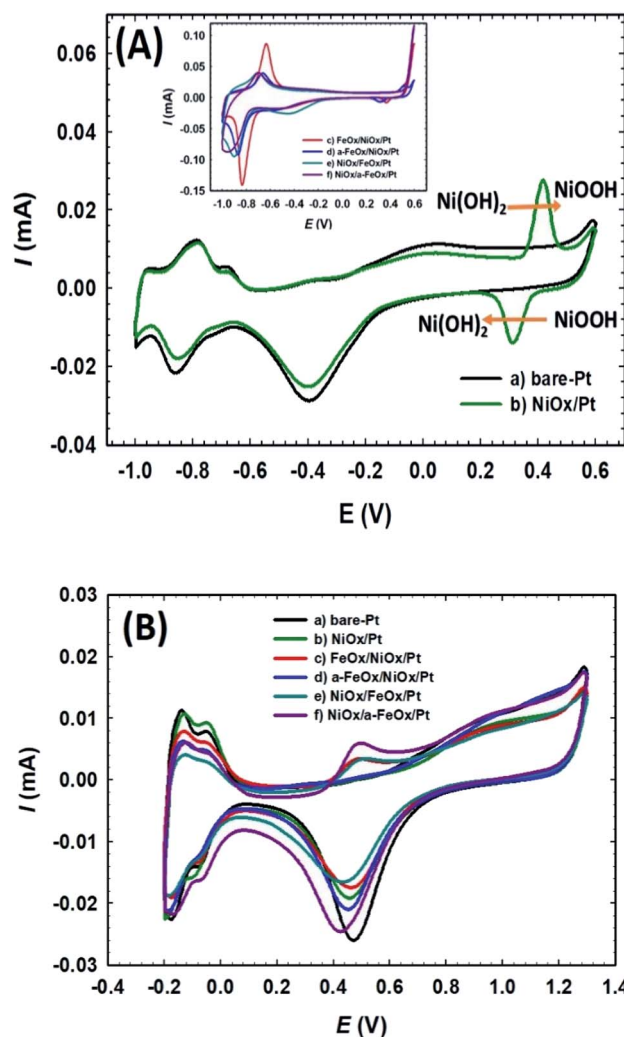 (A)
I (mA)
0.06
0.04
0.02
0.00
-0.02
-0.04
-1.0 -0.8 -0.6 -0.4 -0.2 0.0 0.2 0.4 0.6
E (V)
I (mA)
0.10
0.05
0.00
-0.05
-0.10
-0.15
-1.0 -0.8 -0.6 -0.4 -0.2 0.0 0.2 0.4 0.6
E (V)
c) FeOx/NiOx/Pt
d) a-FeOx/NiOx/Pt
e) NiOx/FeOx/Pt
f) NiOx/a-FeOx/Pt
Ni(OH)2 NiOOH
Ni(OH)2 NiOOH
a) bare-Pt
b) NiOx/Pt
(B)
I (mA)
0.03
0.02
0.01
0.00
-0.01
-0.02
-0.03
a) bare-Pt
b) NiOx/Pt
c) FeOx/NiOx/Pt
d) a-FeOx/NiOx/Pt
e) NiOx/FeOx/Pt
f) NiOx/a-FeOx/Pt
-0.4 -0.2 0.0 0.2 0.4 0.6 0.8 1.0 1.2 1.4
E (V)